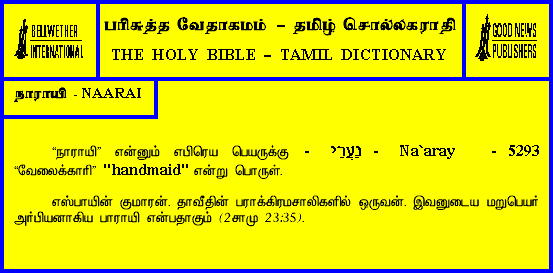 BELLWETHER
INTERNATIONAL
பரிசுத்த வேதாகமம் – தமிழ் சொல்லகராதி
THE HOLY BIBLE – TAMIL DICTIONARY
GOOD NEWS
PUBLISHERS
நாராயி - NAARAI
“நாராயி” என்னும் எபிரெய பெயருக்கு - נַעֲרַי - Na`aray - 5293
“வேலைக்காரி” "handmaid" என்று பொருள்.
எஸ்பாயின் குமாரன். தாவீதின் பராக்கிரமசாலிகளில் ஒருவன். இவனுடைய மறுபெயர்
அர்பியனாகிய பாராயி என்பதாகும் (2சாமு 23:35).